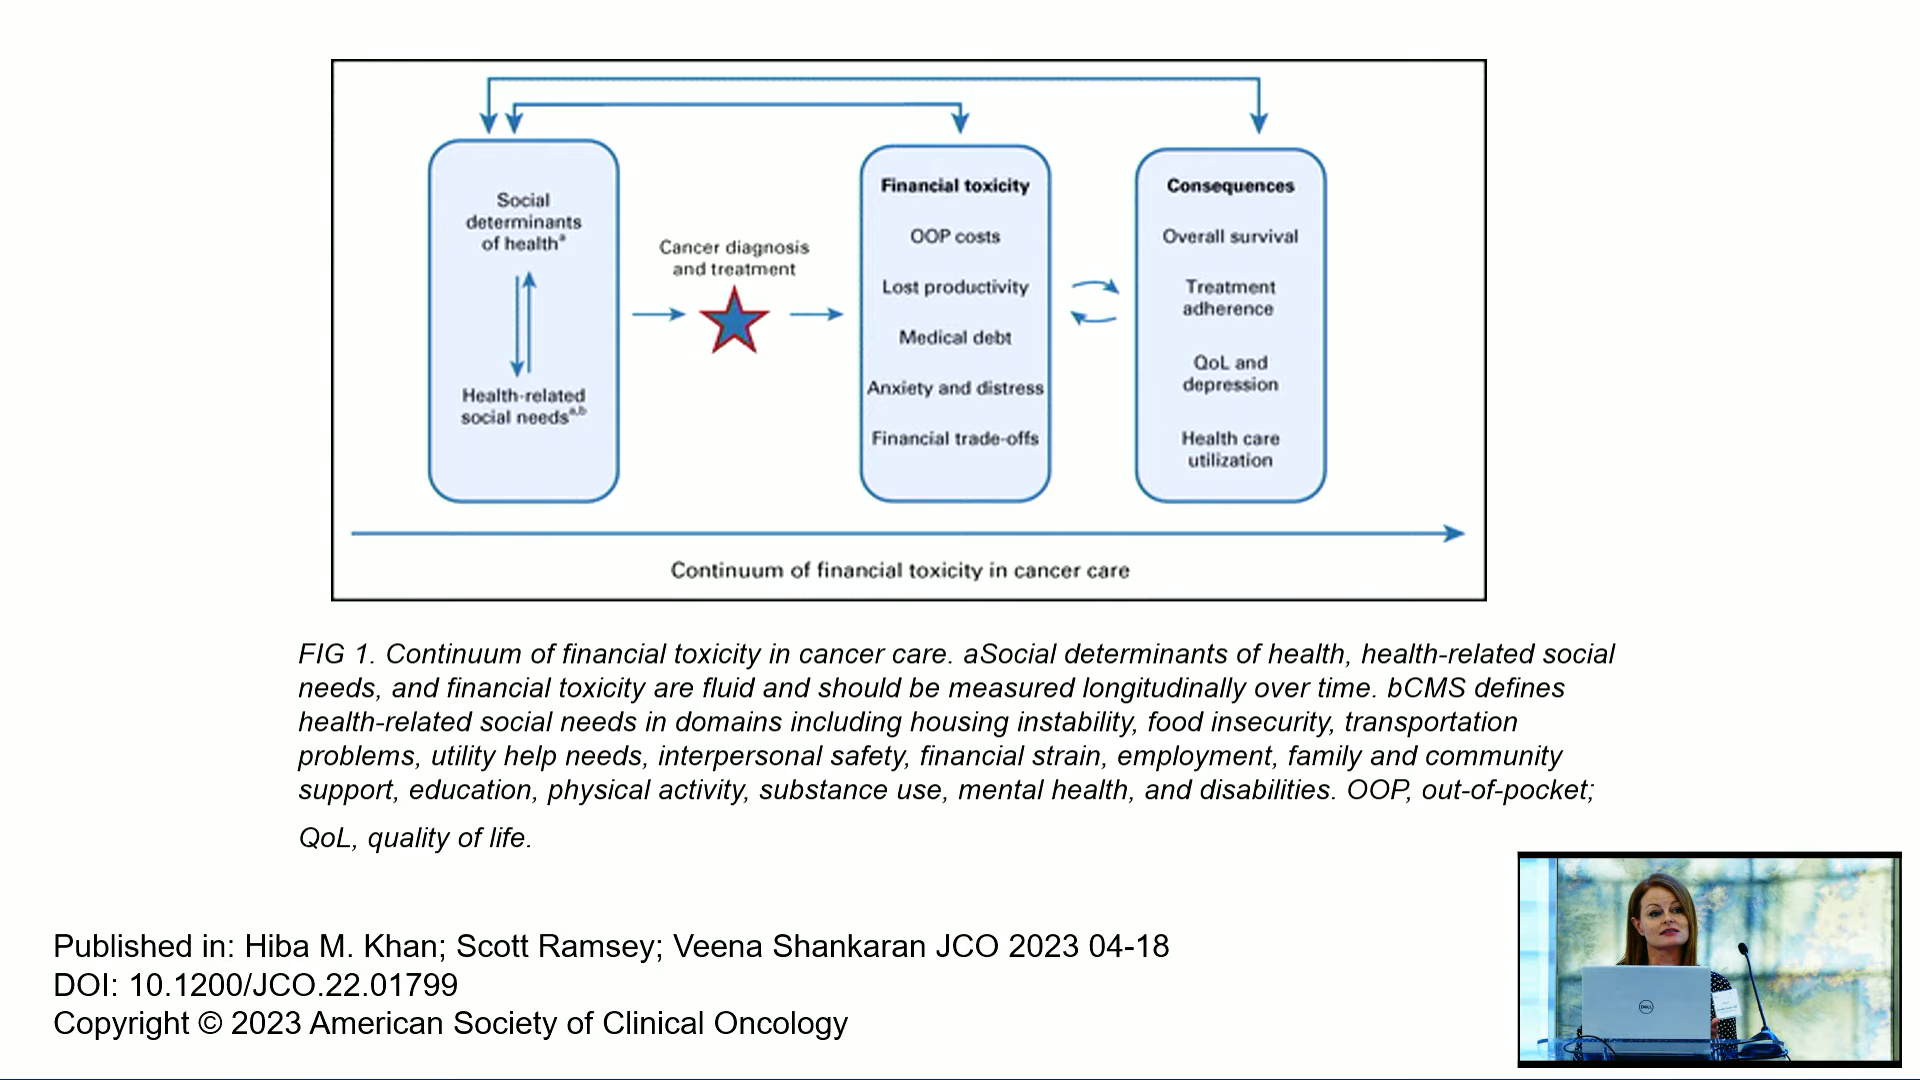 Social
determinants
of healthᵃ
Health-related
social needsᵃ,ᵇ
Cancer diagnosis
and treatment
Financial toxicity
OOP costs
Lost productivity
Medical debt
Anxiety and distress
Financial trade-offs
Consequences
Overall survival
Treatment
adherence
QoL and
depression
Health care
utilization
Continuum of financial toxicity in cancer care
FIG 1. Continuum of financial toxicity in cancer care. aSocial determinants of health, health-related social
needs, and financial toxicity are fluid and should be measured longitudinally over time. bCMS defines
health-related social needs in domains including housing instability, food insecurity, transportation
problems, utility help needs, interpersonal safety, financial strain, employment, family and community
support, education, physical activity, substance use, mental health, and disabilities. OOP, out-of-pocket;
QoL, quality of life.
Published in: Hiba M. Khan; Scott Ramsey; Veena Shankaran JCO 2023 04-18
DOI: 10.1200/JCO.22.01799
Copyright © 2023 American Society of Clinical Oncology
DELL